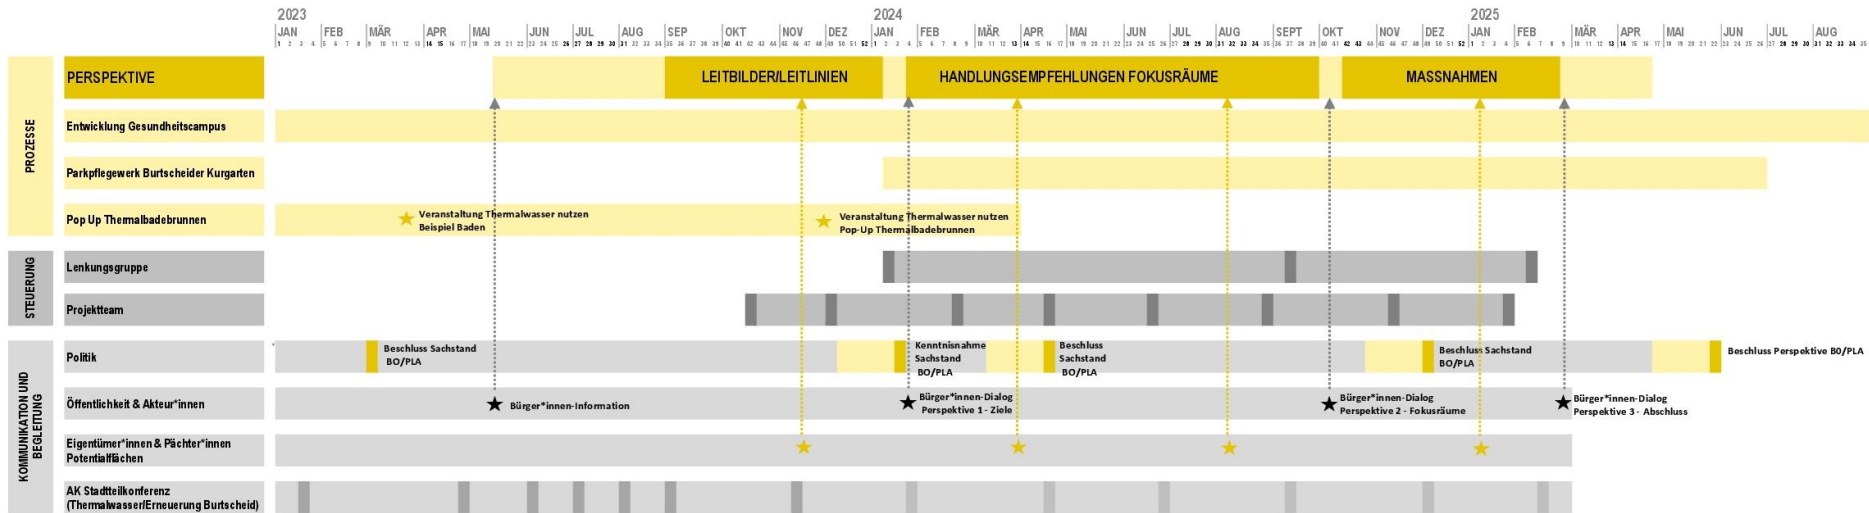 2023
2024
2025
JAN FEB MÄR APR MAI JUN JUL AUG SEP OKT NOV DEZ JAN FEB MÄR APR MAI JUN JUL AUG SEPT OKT NOV DEZ JAN FEB MÄR APR MAI JUN JUL AUG
PROZESSE
PERSPEKTIVE
LEITBILDER/LEITLINIEN
HANDLUNGSEMPFEHLUNGEN FOKUSRÄUME
MASSNAHMEN
Entwicklung Gesundheitscampus
Parkpflegewerk Burtscheider Kurgarten
Pop Up Thermalbadebrunnen
Veranstaltung Thermalwasser nutzen
Beispiel Baden
Veranstaltung Thermalwasser nutzen
Pop-Up Thermalbadebrunnen
STEUERUNG
Lenkungsgruppe
Projektteam
KOMMUNIKATION UND
BEGLEITUNG
Politik
Beschluss Sachstand
BO/PLA
Kenntnisnahme
Sachstand
BO/PLA
Beschluss
Sachstand
BO/PLA
Beschluss Sachstand
BO/PLA
Beschluss Perspektive BO/PLA
Öffentlichkeit & Akteur*innen
Bürger*innen-Information
Bürger*innen-Dialog
Perspektive 1 - Ziele
Bürger*innen-Dialog
Perspektive 2 - Fokusräume
Bürger*innen-Dialog
Perspektive 3 - Abschluss
Eigentümer*innen & Pächter*innen
Potentialflächen
AK Stadtteilkonferenz
(Thermalwasser/Erneuerung Burtscheid)